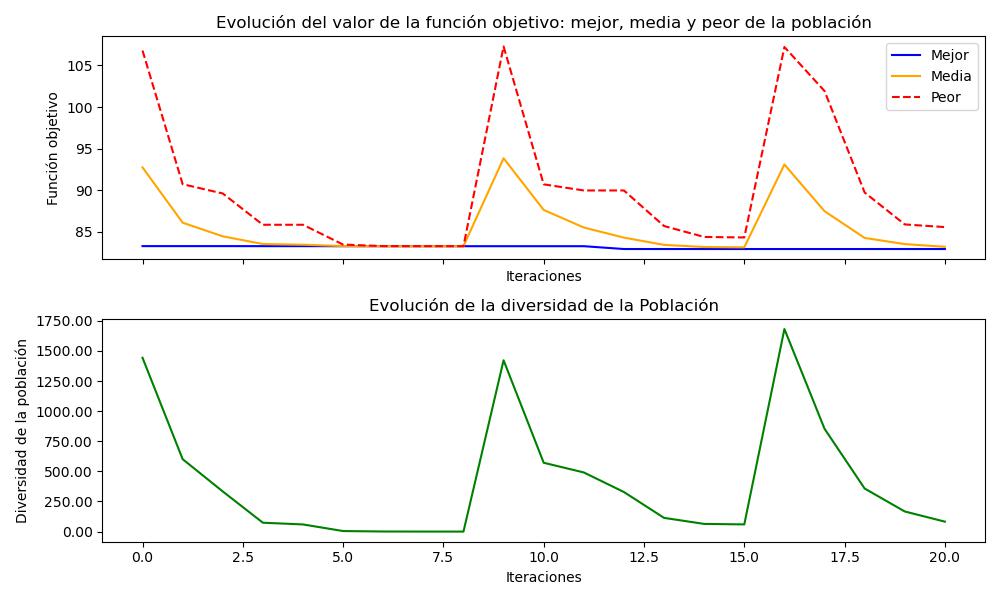 Evolución del valor de la función objetivo: mejor, media y peor de la población
Función objetivo
105
100
95
90
85
Mejor
Media
Peor
Iteraciones
Evolución de la diversidad de la Población
Diversidad de la población
1750.00
1500.00
1250.00
1000.00
750.00
500.00
250.00
0.00
0.0 2.5 5.0 7.5 10.0 12.5 15.0 17.5 20.0
Iteraciones